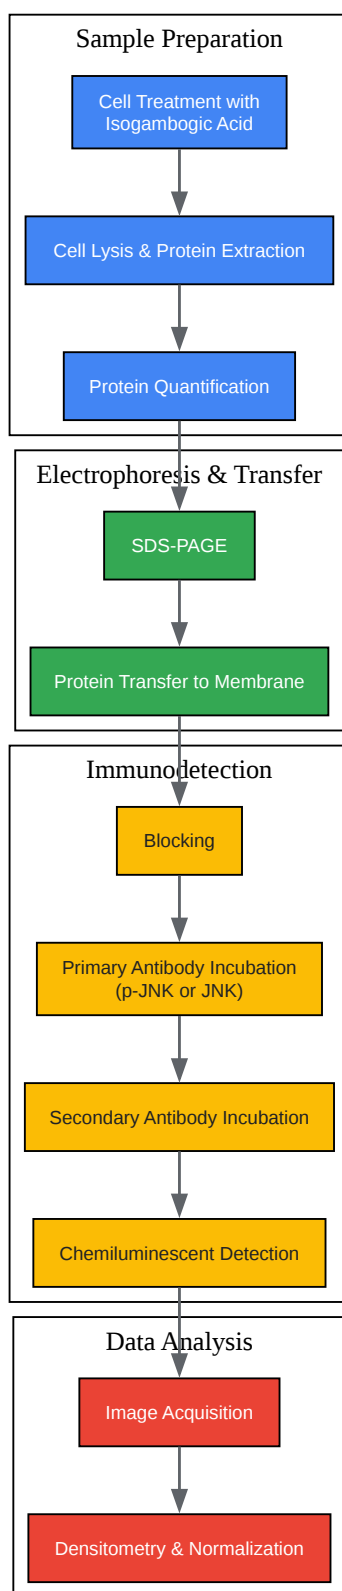 Sample Preparation
Cell Treatment with
Isogambogic Acid
Cell Lysis & Protein Extraction
Protein Quantification
Electrophoresis & Transfer
SDS-PAGE
Protein Transfer to Membrane
Immunodetection
Blocking
Primary Antibody Incubation
(p-JNK or JNK)
Secondary Antibody Incubation
Chemiluminescent Detection
Data Analysis
Image Acquisition
Densitometry & Normalization